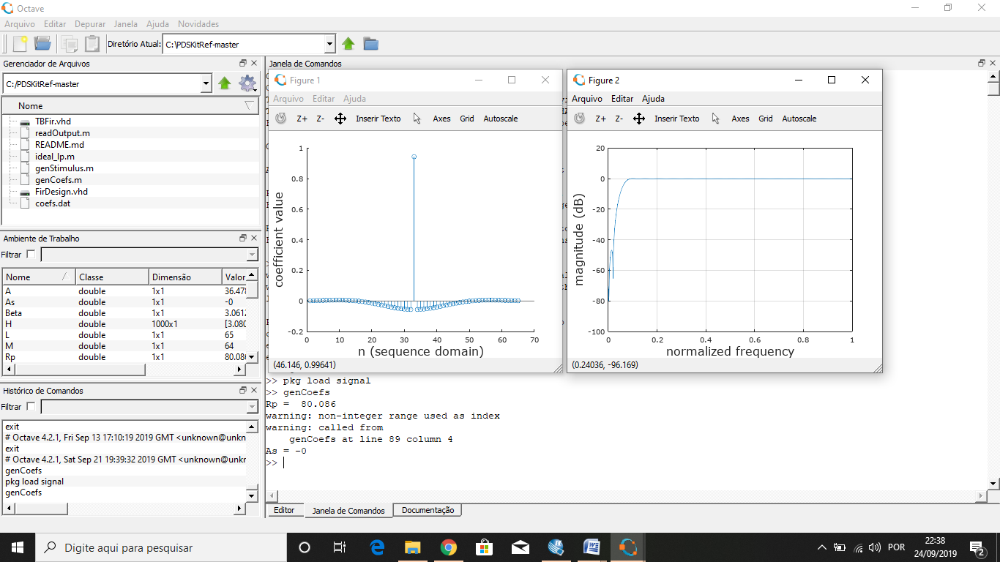 Octave
Arquivo Editar Depurar Janela Ajuda Novidades
Diretório Atual: C:\PDSKitRef-master
Gerenciador de Arquivos
C:/PDSKitRef-master
Nome
TBFir.vhd
readOutput.m
README.md
ideal_lp.m
genStimulus.m
genCoefs.m
FirDesign.vhd
coefs.dat
Ambiente de Trabalho
Filtrar
Nome Classe Dimensão Valor
A double 1x1 36.478
As double 1x1 -0
Beta double 1x1 3.0612
H double 1000x1 [3.080
L double 1x1 65
M double 1x1 64
Rp double 1x1 80.086
Histórico de Comandos
Filtrar
exit
# Octave 4.2.1, Fri Sep 13 17:10:19 2019 GMT <unknown@unkn
exit
# Octave 4.2.1, Sat Sep 21 19:39:32 2019 GMT <unknown@unkr
genCoefs
pkg load signal
genCoefs
Janela de Comandos
Figure 1
Arquivo Editar Ajuda
Z+ Z- Inserir Texto Axes Grid Autoscale
coefficient value
1
0.8
0.6
0.4
0.2
0
-0.2
0 10 20 30 40 50 60 70
n (sequence domain)
(46.146, 0.99641)
Figure 2
Arquivo Editar Ajuda
Z+ Z- Inserir Texto Axes Grid Autoscale
magnitude (dB)
20
0
-20
-40
-60
-80
-100
0 0.2 0.4 0.6 0.8 1
normalized frequency
(0.24036, -96.169)
>> pkg load signal
>> genCoefs
Rp = 80.086
warning: non-integer range used as index
warning: called from
genCoefs at line 89 column 4
As = -0
>>
Editor Janela de Comandos Documentação
Digite aqui para pesquisar
POR
22:38
24/09/2019
2